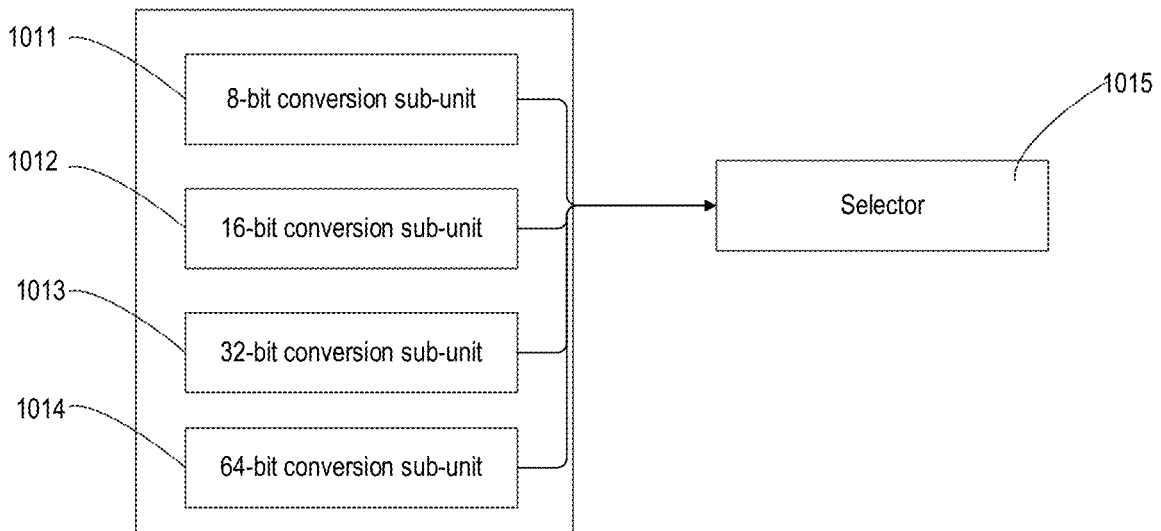 1011
8-bit conversion sub-unit
1015
1012
16-bit conversion sub-unit
Selector
1013
32-bit conversion sub-unit
1014
64-bit conversion sub-unit